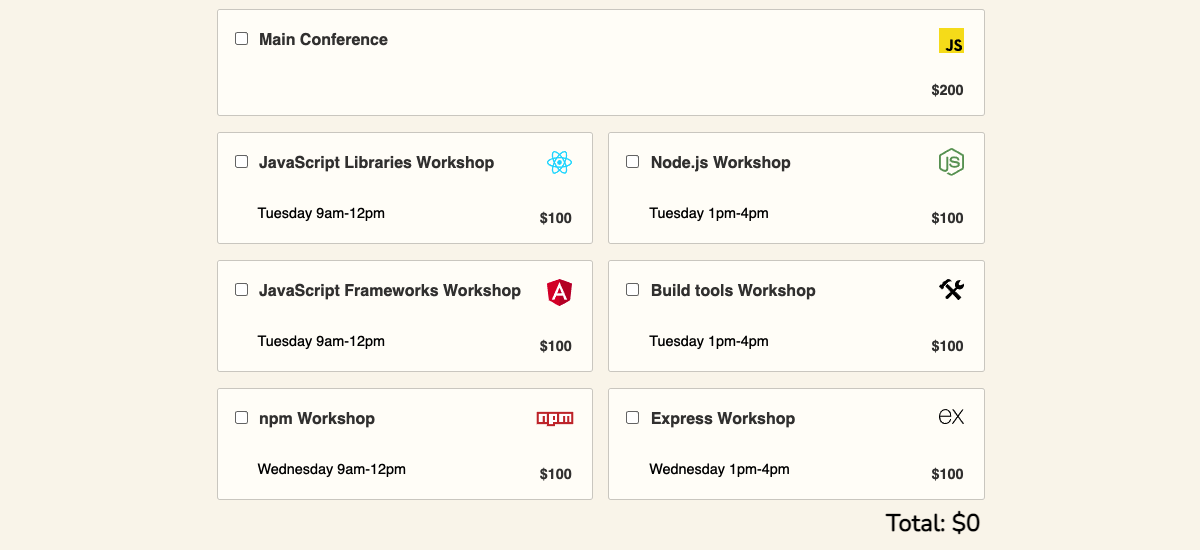 Main Conference
JS
$200
JavaScript Libraries Workshop
Tuesday 9am-12pm
$100
Node.js Workshop
JS
Tuesday 1pm-4pm
$100
JavaScript Frameworks Workshop
A
Tuesday 9am-12pm
$100
Build tools Workshop
Tuesday 1pm-4pm
$100
npm Workshop
npm
Wednesday 9am-12pm
$100
Express Workshop
ex
Wednesday 1pm-4pm
$100
Total: $0